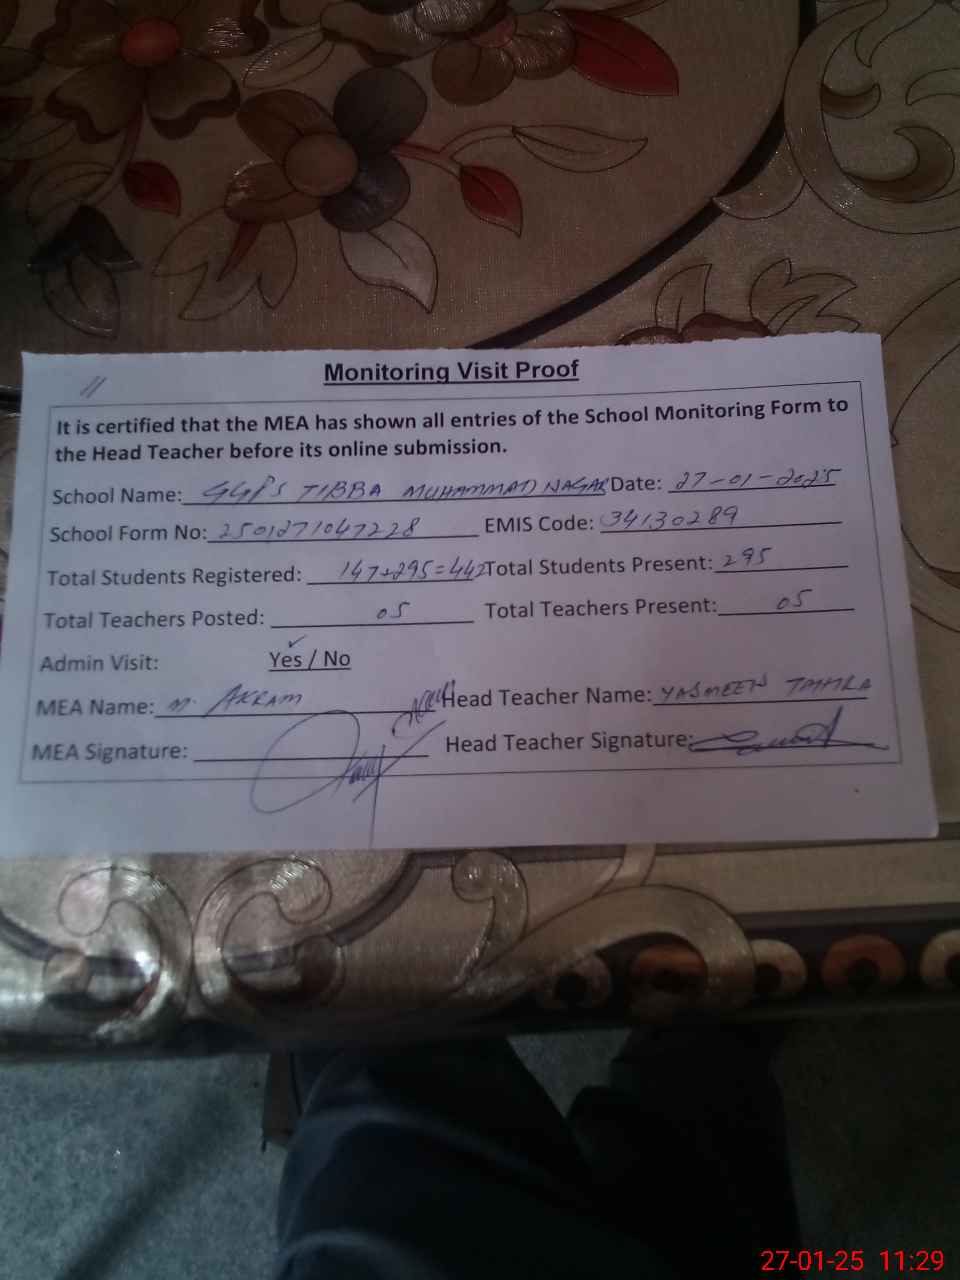 Monitoring Visit Proof
It is certified that the MEA has shown all entries of the School Monitoring Form to
the Head Teacher before its online submission.
School Name: GGPS TIBBA MUHAMMAD NAGAR Date: 27-01-2025
School Form No: 2501271047228 EMIS Code: 34130289
Total Students Registered: 147+295=442 Total Students Present: 295
Total Teachers Posted: 05 Total Teachers Present: 05
Admin Visit: Yes / No
MEA Name: M. AKRAM Head Teacher Name: YASMEEN
MEA Signature: Head Teacher Signature:
27-01-25 11:29